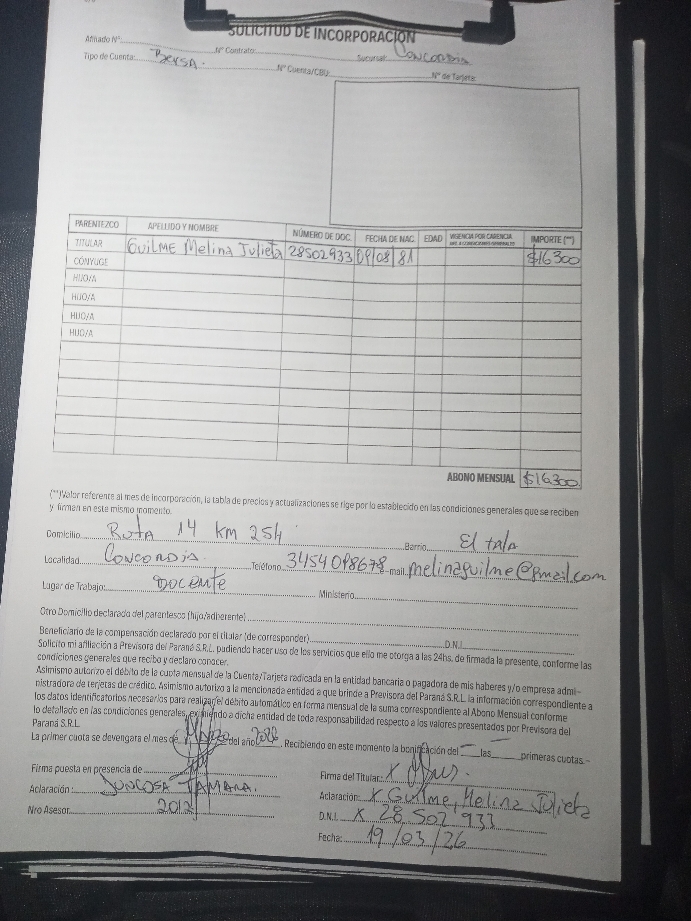 SOLICITUD DE INCORPORACIÓN
Afiliado Nº Nº Contrato: Sucursal: Concordia
Tipo de Cuenta: Bersa. Nº Cuenta/CBU Nº de Tarjeta:
PARENTEZCO APELLIDO Y NOMBRE NÚMERO DE DOC. FECHA DE NAC. EDAD VIGENCIA POR CARENCIA IMPORTE (**)
TITULAR Guilme Melina Julieta 28502933 09/08/81 $16300
CÓNYUGE
HIJO/A
HIJO/A
HIJO/A
HIJO/A
ABONO MENSUAL $16300
(**)Valor referente al mes de incorporación, la tabla de precios y actualizaciones se rige por lo establecido en las condiciones generales que se reciben
y firman en este mismo momento.
Domicilio Ruta 14 km 254 Barrio El tala
Localidad Concordia Teléfono 3454098678 e-mail melinaguilme@gmail.com
Lugar de Trabajo: Docente Ministerio
Otro Domicilio declarado del parentesco (hijo/adherente)
Beneficiario de la compensación declarado por el titular (de corresponder) D.N.I.
Solicito mi afiliación a Previsora del Paraná S.R.L. pudiendo hacer uso de los servicios que ello me otorga a las 24hs. de firmada la presente, conforme las
condiciones generales que recibo y declaro conocer.
Asimismo autorizo el débito de la cuota mensual de la Cuenta/Tarjeta radicada en la entidad bancaria o pagadora de mis haberes y/o empresa admi-
nistradora de terjetas de crédito. Asimismo autorizo a la mencionada entidad a que brinde a Previsora del Paraná S.R.L. la información correspondiente a
los datos identificatorios necesarios para realizar el débito automático en forma mensual de la suma correspondiente al Abono Mensual conforme
lo detallado en las condiciones generales, eximiendo a dicha entidad de toda responsabilidad respecto a los valores presentados por Previsora del
Paraná S.R.L.
La primer cuota se devengara el mes de Marzo del año 2026. Recibiendo en este momento la bonificación del — las primeras cuotas.-
Firma puesta en presencia de Firma del Titular: X
Aclaración: JUNCOSA TAMARA. Aclaración: X Guilme, Melina Julieta
Nro Asesor 2012 D.N.I. X 28 502 933
Fecha: 19/03/26